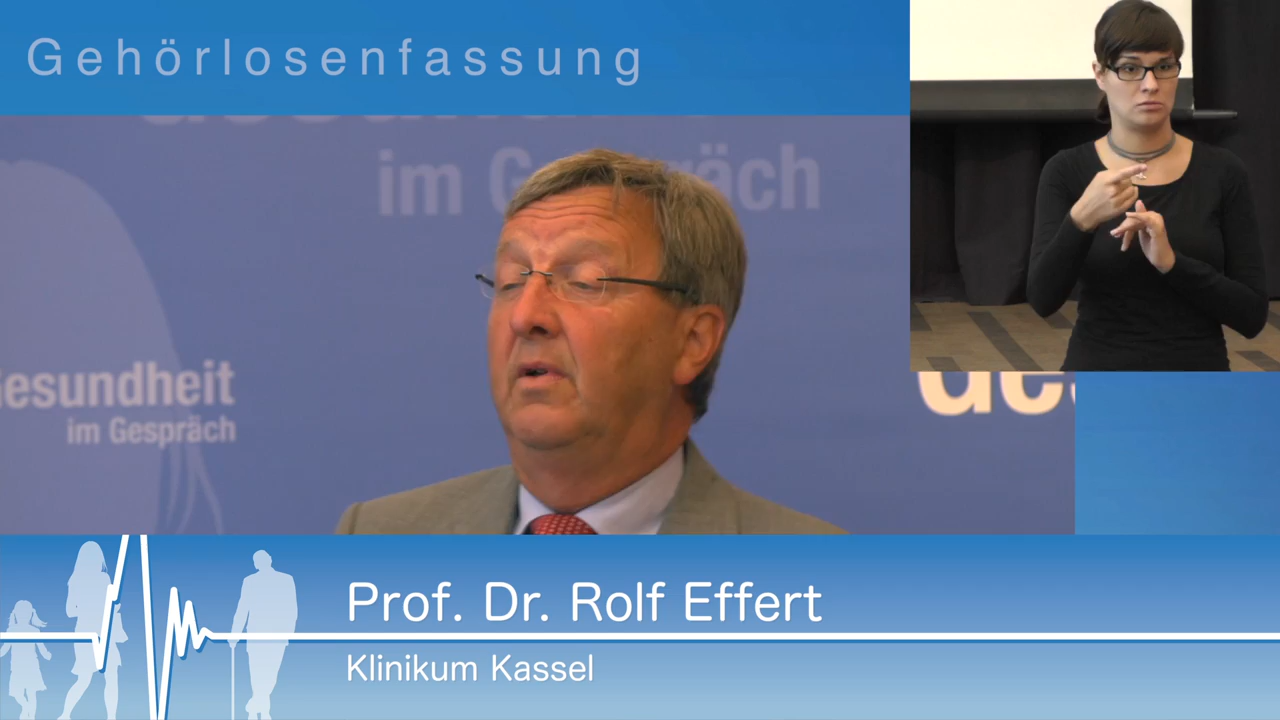 Gehörlosenfassung
im Gespräch
Gesundheit
im Gespräch
Prof. Dr. Rolf Effert
Klinikum Kassel